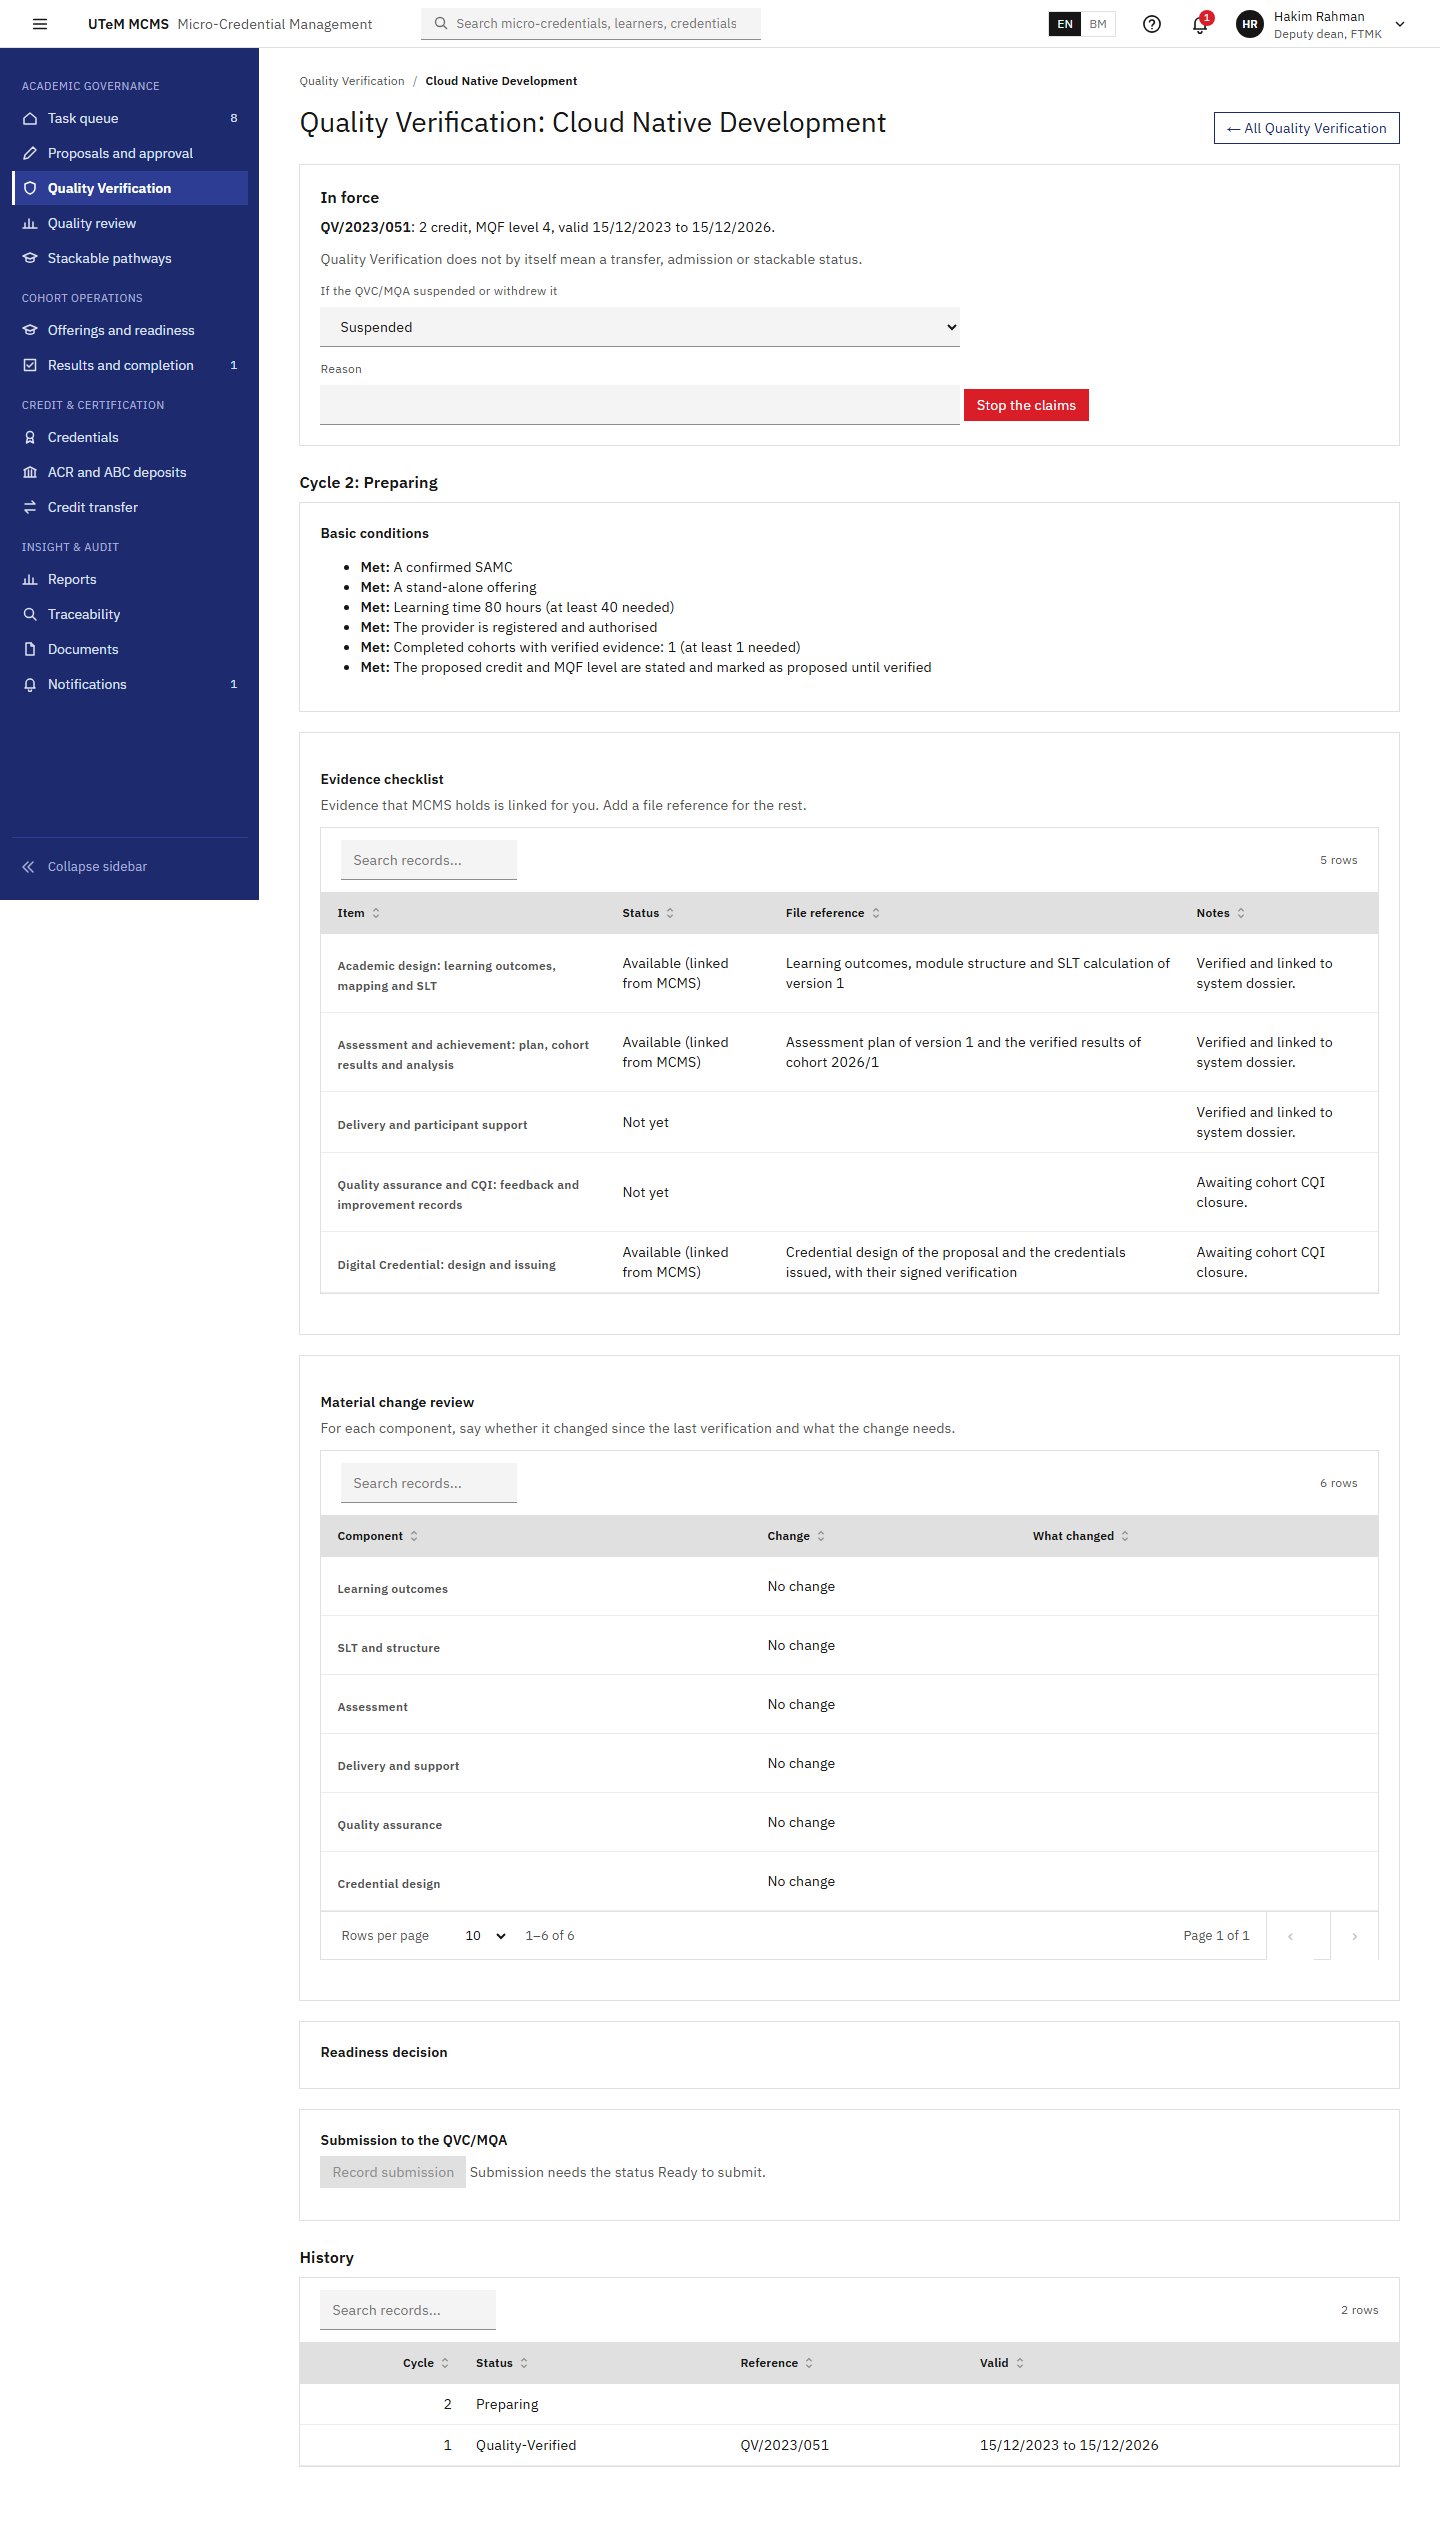 UTeM MCMS Micro-Credential Management
Search micro-credentials, learners, credentials
EN BM
1
HR
Hakim Rahman
Deputy dean, FTMK
ACADEMIC GOVERNANCE
Task queue 8
Proposals and approval
Quality Verification
Quality review
Stackable pathways
COHORT OPERATIONS
Offerings and readiness
Results and completion 1
CREDIT & CERTIFICATION
Credentials
ACR and ABC deposits
Credit transfer
INSIGHT & AUDIT
Reports
Traceability
Documents
Notifications 1
Collapse sidebar
Quality Verification / Cloud Native Development
Quality Verification: Cloud Native Development
← All Quality Verification
In force
QV/2023/051: 2 credit, MQF level 4, valid 15/12/2023 to 15/12/2026.
Quality Verification does not by itself mean a transfer, admission or stackable status.
If the QVC/MQA suspended or withdrew it
Suspended
Reason
Stop the claims
Cycle 2: Preparing
Basic conditions
• Met: A confirmed SAMC
• Met: A stand-alone offering
• Met: Learning time 80 hours (at least 40 needed)
• Met: The provider is registered and authorised
• Met: Completed cohorts with verified evidence: 1 (at least 1 needed)
• Met: The proposed credit and MQF level are stated and marked as proposed until verified
Evidence checklist
Evidence that MCMS holds is linked for you. Add a file reference for the rest.
Search records...
5 rows
Item Status File reference Notes
Academic design: learning outcomes,
mapping and SLT
Available (linked
from MCMS)
Learning outcomes, module structure and SLT calculation of
version 1
Verified and linked to
system dossier.
Assessment and achievement: plan, cohort
results and analysis
Available (linked
from MCMS)
Assessment plan of version 1 and the verified results of
cohort 2026/1
Verified and linked to
system dossier.
Delivery and participant support
Not yet
Verified and linked to
system dossier.
Quality assurance and CQI: feedback and
improvement records
Not yet
Awaiting cohort CQI
closure.
Digital Credential: design and issuing
Available (linked
from MCMS)
Credential design of the proposal and the credentials
issued, with their signed verification
Awaiting cohort CQI
closure.
Material change review
For each component, say whether it changed since the last verification and what the change needs.
Search records...
6 rows
Component Change What changed
Learning outcomes No change
SLT and structure No change
Assessment No change
Delivery and support No change
Quality assurance No change
Credential design No change
Rows per page 10 1–6 of 6
Page 1 of 1 ‹ ›
Readiness decision
Submission to the QVC/MQA
Record submission Submission needs the status Ready to submit.
History
Search records...
2 rows
Cycle Status Reference Valid
2 Preparing
1 Quality-Verified QV/2023/051 15/12/2023 to 15/12/2026